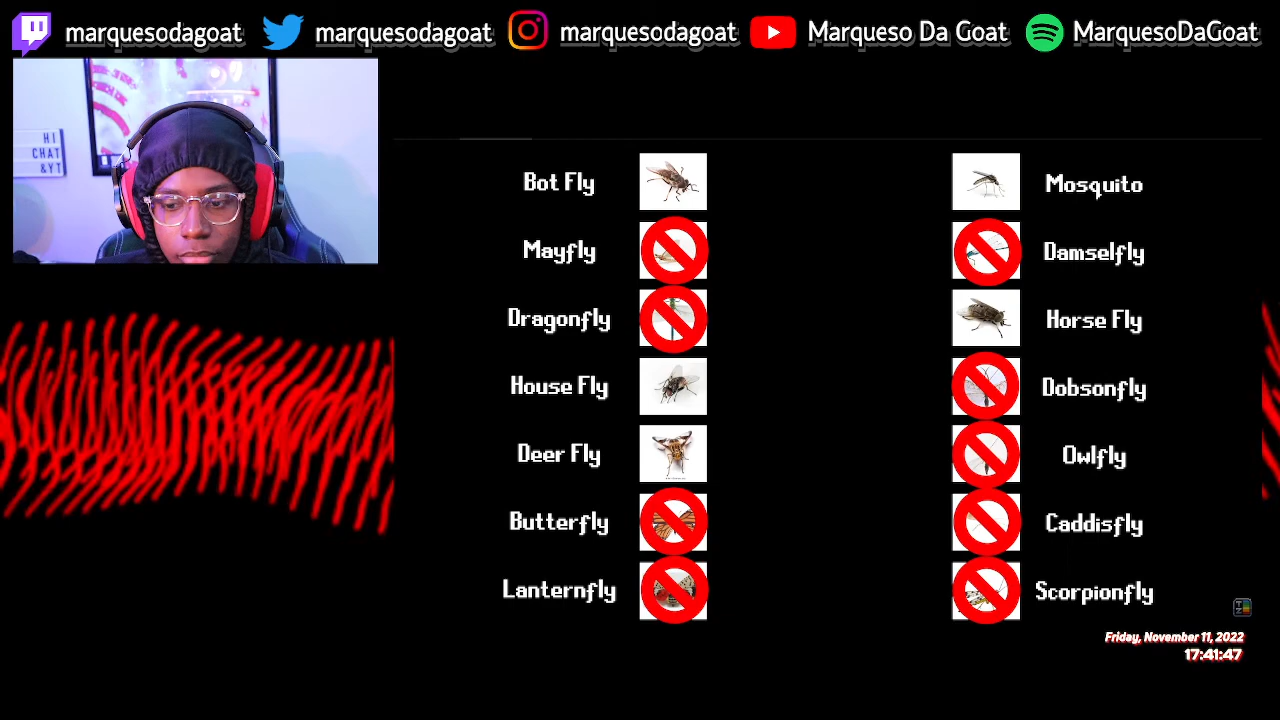 marquesodagoat marquesodagoat marquesodagoat Marqueso Da Goat MarquesoDaGoat
HI
CHAT
&YT
Bot Fly
Mosquito
Mayfly
Damselfly
Dragonfly
Horse Fly
House Fly
Dobsonfly
Deer Fly
Owlfly
Butterfly
Caddisfly
Lanternfly
Scorpionfly
Friday, November 11, 2022
17:41:47